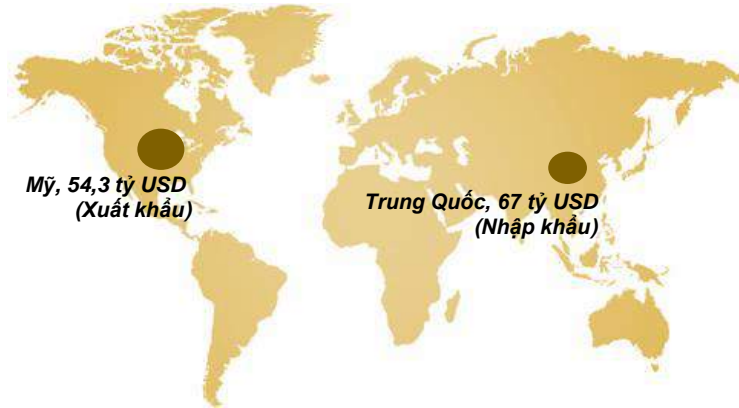 Mỹ, 54,3 tỷ USD
(Xuất khẩu)
Trung Quốc, 67 tỷ USD
(Nhập khẩu)